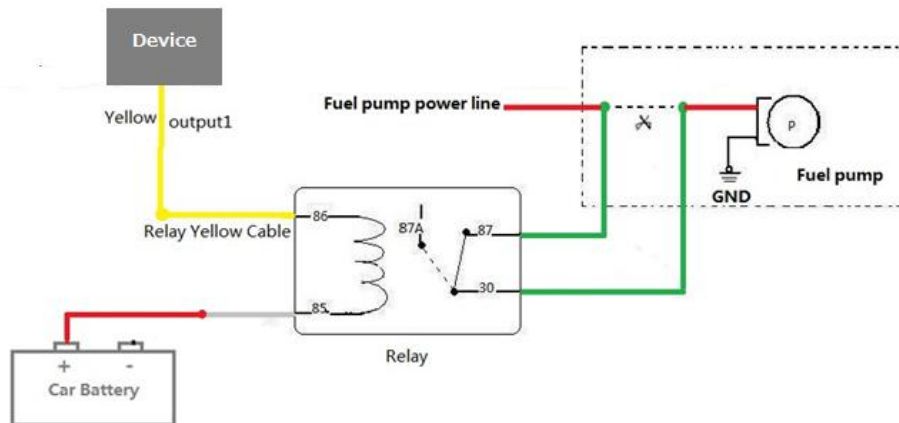 Device
Yellow output1
Fuel pump power line
P
Fuel pump
GND
Relay Yellow Cable
86
87A
87
30
85
Relay
+ -
Car Battery